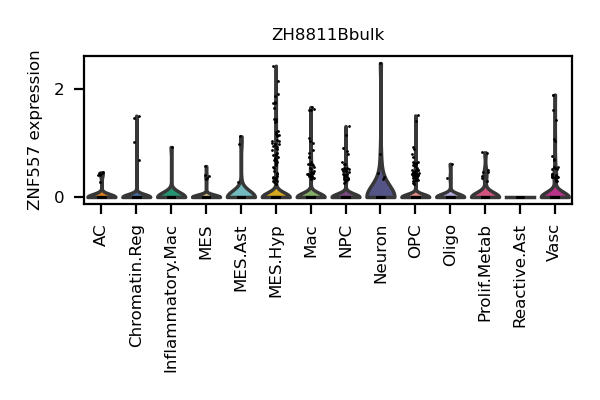 ZH8811Bbulk
ZNF557 expression
2
0
AC
Chromatin.Reg
Inflammatory.Mac
MES
MES.Ast
MES.Hyp
Mac
NPC
Neuron
OPC
Oligo
Prolif.Metab
Reactive.Ast
Vasc